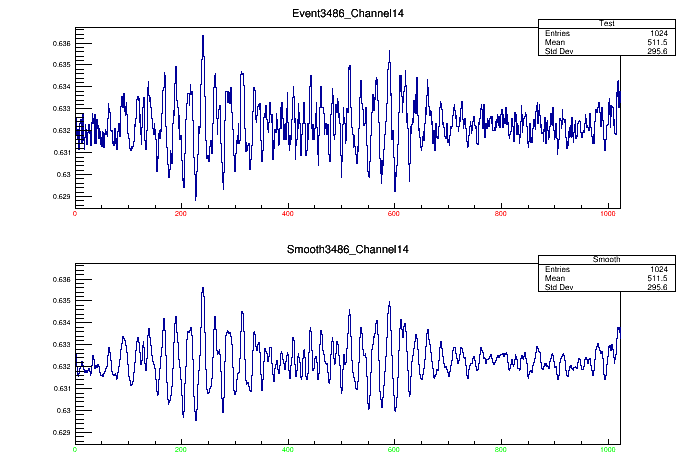 Event3486_Channel14
Test
Entries 1024
Mean 511.5
Std Dev 295.6
0.636
0.635
0.634
0.633
0.632
0.631
0.63
0.629
0 200 400 600 800 1000
Smooth3486_Channel14
Smooth
Entries 1024
Mean 511.5
Std Dev 295.6
0.636
0.635
0.634
0.633
0.632
0.631
0.63
0.629
0 200 400 600 800 1000